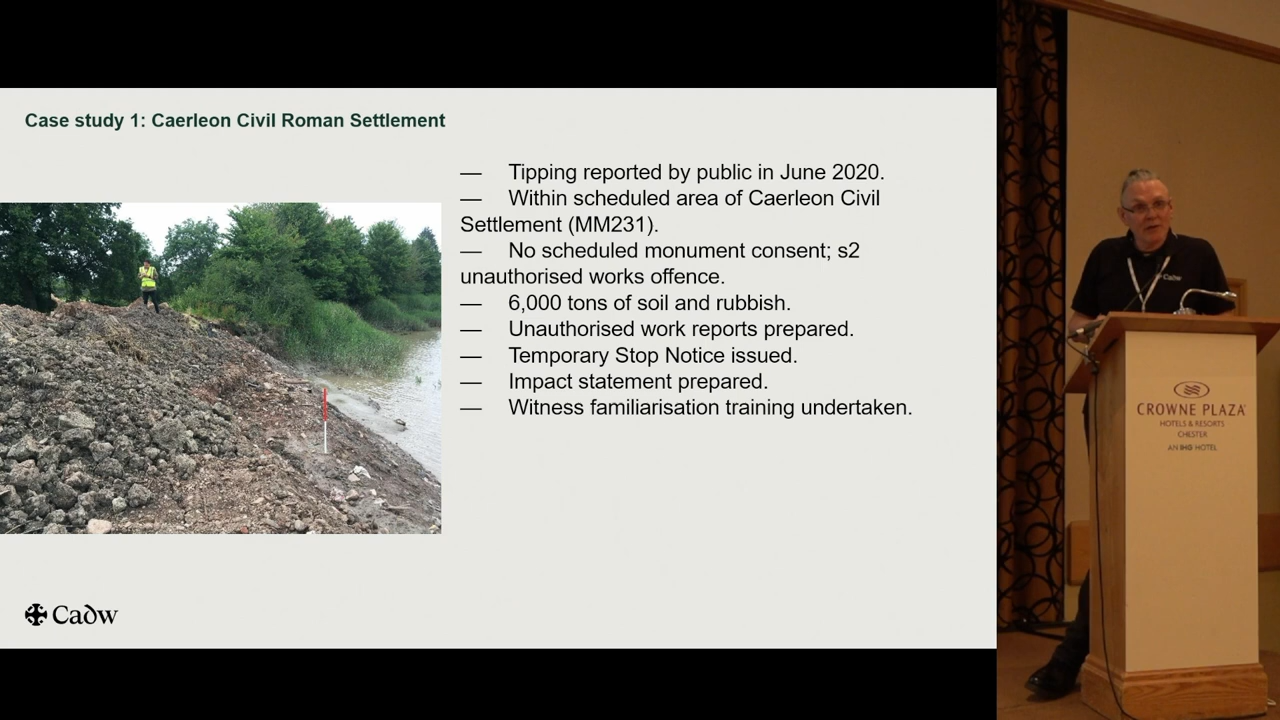 Case study 1: Caerleon Civil Roman Settlement
— Tipping reported by public in June 2020.
— Within scheduled area of Caerleon Civil
Settlement (MM231).
— No scheduled monument consent; s2
unauthorised works offence.
— 6,000 tons of soil and rubbish.
— Unauthorised work reports prepared.
— Temporary Stop Notice issued.
— Impact statement prepared.
— Witness familiarisation training undertaken.
Cadw
Cadw
CROWNE PLAZA
HOTELS & RESORTS
CHESTER
AN IHG HOTEL